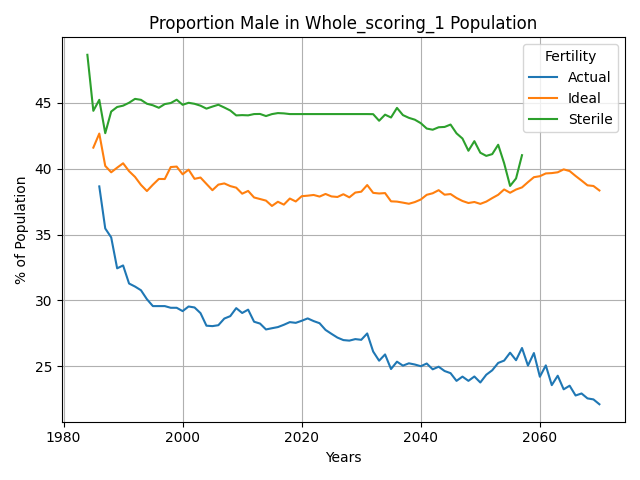 Proportion Male in Whole_scoring_1 Population
Fertility
Actual
Ideal
Sterile
% of Population
45
40
35
30
25
1980
2000
2020
2040
2060
Years